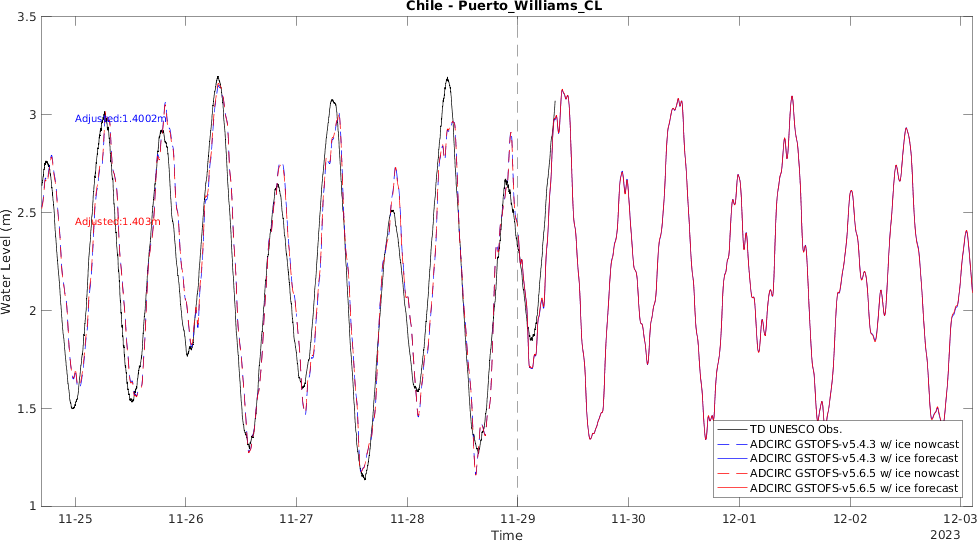 Chile - Puerto_Williams_CL
3.5
3
2.5
2
1.5
1
Water Level (m)
Adjusted:1.4002m
Adjusted:1.403m
TD UNESCO Obs.
ADCIRC GSTOFS-v5.4.3 w/ ice nowcast
ADCIRC GSTOFS-v5.4.3 w/ ice forecast
ADCIRC GSTOFS-v5.6.5 w/ ice nowcast
ADCIRC GSTOFS-v5.6.5 w/ ice forecast
11-25 11-26 11-27 11-28 11-29 11-30 12-01 12-02 12-03
Time
2023